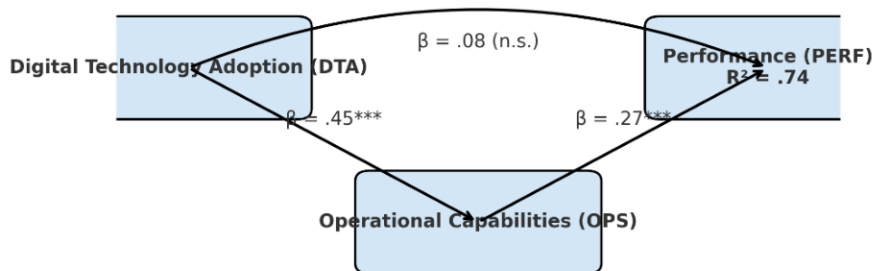 β = .08 (n.s.)
Digital Technology Adoption (DTA)
Performance (PERF)
R² = .74
β = .45***
β = .27***
Operational Capabilities (OPS)